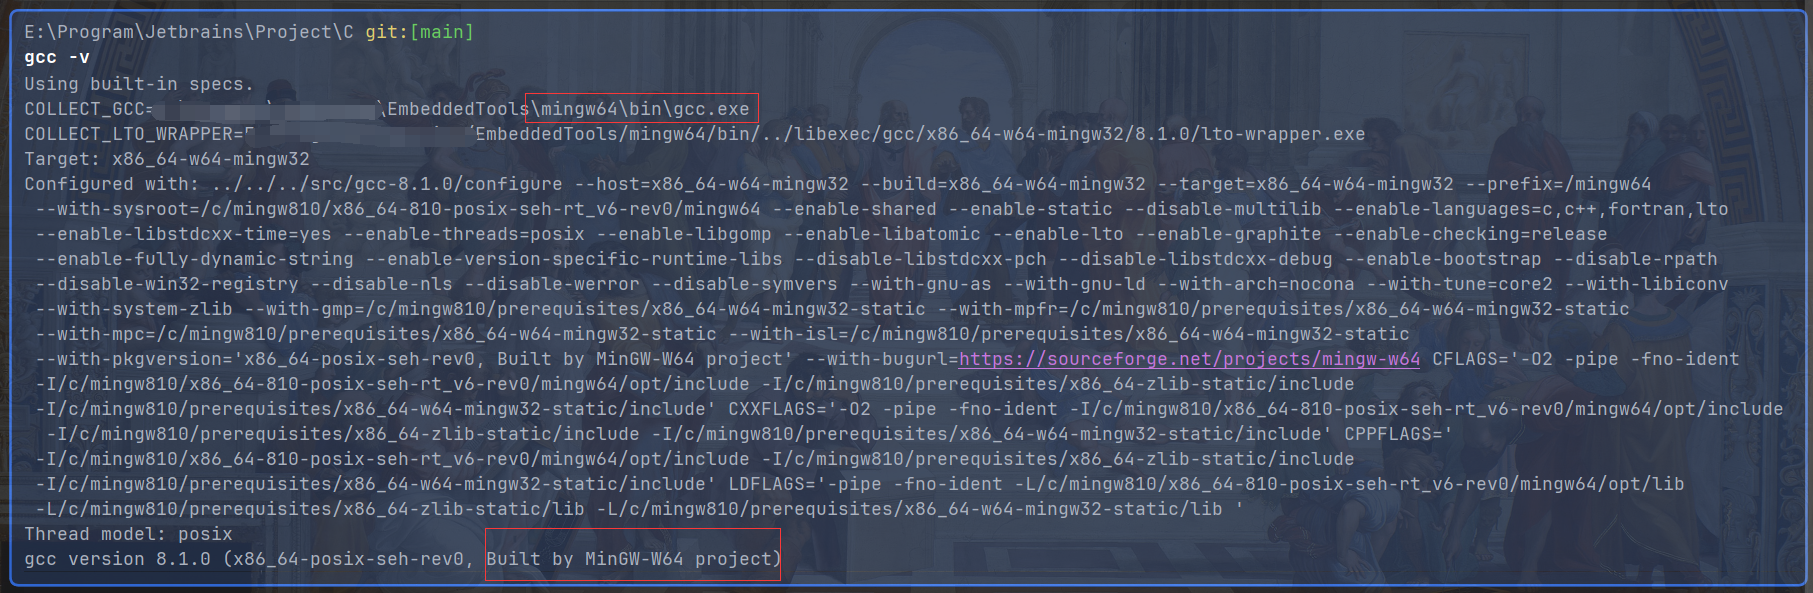 E:\Program\Jetbrains\Project\C git:[main]
gcc -v
Using built-in specs.
COLLECT_GCC= \EmbeddedTools\mingw64\bin\gcc.exe
COLLECT_LTO_WRAPPER= /EmbeddedTools/mingw64/bin/../libexec/gcc/x86_64-w64-mingw32/8.1.0/lto-wrapper.exe
Target: x86_64-w64-mingw32
Configured with: ../../../src/gcc-8.1.0/configure --host=x86_64-w64-mingw32 --build=x86_64-w64-mingw32 --target=x86_64-w64-mingw32 --prefix=/mingw64
--with-sysroot=/c/mingw810/x86_64-810-posix-seh-rt_v6-rev0/mingw64 --enable-shared --enable-static --disable-multilib --enable-languages=c,c++,fortran,lto
--enable-libstdcxx-time=yes --enable-threads=posix --enable-libgomp --enable-libatomic --enable-lto --enable-graphite --enable-checking=release
--enable-fully-dynamic-string --enable-version-specific-runtime-libs --disable-libstdcxx-pch --disable-libstdcxx-debug --enable-bootstrap --disable-rpath
--disable-win32-registry --disable-nls --disable-werror --disable-symvers --with-gnu-as --with-gnu-ld --with-arch=nocona --with-tune=core2 --with-libiconv
--with-system-zlib --with-gmp=/c/mingw810/prerequisites/x86_64-w64-mingw32-static --with-mpfr=/c/mingw810/prerequisites/x86_64-w64-mingw32-static
--with-mpc=/c/mingw810/prerequisites/x86_64-w64-mingw32-static --with-isl=/c/mingw810/prerequisites/x86_64-w64-mingw32-static
--with-pkgversion='x86_64-posix-seh-rev0, Built by MinGW-W64 project' --with-bugurl=https://sourceforge.net/projects/mingw-w64 CFLAGS='-O2 -pipe -fno-ident
-I/c/mingw810/x86_64-810-posix-seh-rt_v6-rev0/mingw64/opt/include -I/c/mingw810/prerequisites/x86_64-zlib-static/include
-I/c/mingw810/prerequisites/x86_64-w64-mingw32-static/include' CXXFLAGS='-O2 -pipe -fno-ident -I/c/mingw810/x86_64-810-posix-seh-rt_v6-rev0/mingw64/opt/include
-I/c/mingw810/prerequisites/x86_64-zlib-static/include -I/c/mingw810/prerequisites/x86_64-w64-mingw32-static/include' CPPFLAGS='
-I/c/mingw810/x86_64-810-posix-seh-rt_v6-rev0/mingw64/opt/include -I/c/mingw810/prerequisites/x86_64-zlib-static/include
-I/c/mingw810/prerequisites/x86_64-w64-mingw32-static/include' LDFLAGS='-pipe -fno-ident -L/c/mingw810/x86_64-810-posix-seh-rt_v6-rev0/mingw64/opt/lib
-L/c/mingw810/prerequisites/x86_64-zlib-static/lib -L/c/mingw810/prerequisites/x86_64-w64-mingw32-static/lib '
Thread model: posix
gcc version 8.1.0 (x86_64-posix-seh-rev0, Built by MinGW-W64 project)